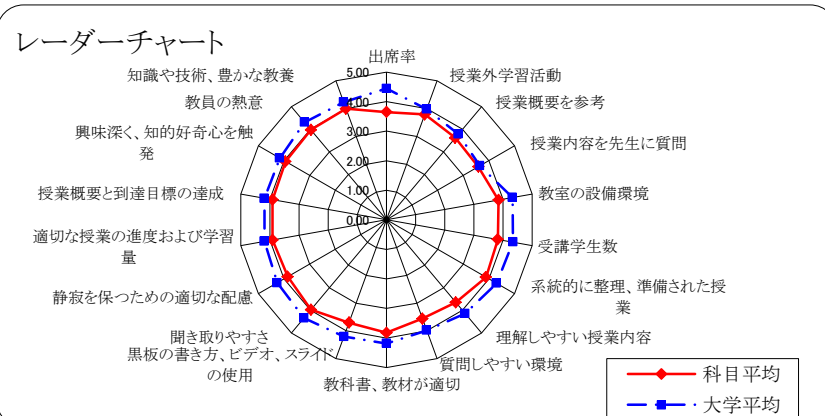 レーダーチャート
出席率
授業外学習活動
授業概要を参考
授業内容を先生に質問
教室の設備環境
受講学生数
系統的に整理、準備された授
業
理解しやすい授業内容
質問しやすい環境
教科書、教材が適切
黒板の書き方、ビデオ、スライド
の使用
聞き取りやすさ
静寂を保つための適切な配慮
適切な授業の進度および学習
量
授業概要と到達目標の達成
興味深く、知的好奇心を触
発
教員の熱意
知識や技術、豊かな教養
5.00
4.00
3.00
2.00
1.00
0.00
科目平均
大学平均